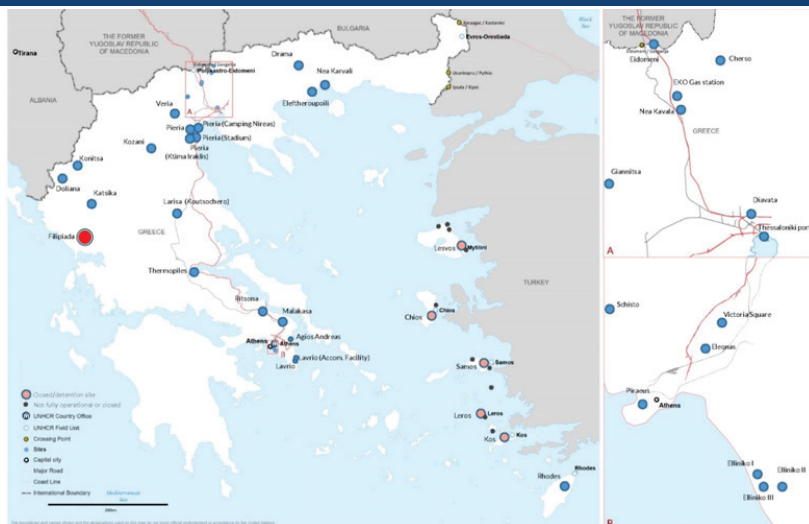 BULGARIA
THE FORMER
YUGOSLAV REPUBLIC
OF MACEDONIA
Tirana
ALBANIA
Black
Sea
Evros-Orestiada
Polykastro-Eidomeni
Drama
Nea Karvali
Eleftheroupoili
A
Veria
Pieria
Pieria (Camping Nireas)
Pieria (Stadium)
Pieria
(Ktima Iraklis)
Kozani
Konitsa
Doliana
Katsika
Larisa (Koutsochero)
Filipiada
GREECE
Lesvos
Mytilini
TURKEY
Thermopiles
Ritsona
Malakasa
Chios
Chios
Agios Andreas
Athens
Athens
B
Lavrio (Accom. Facility)
Lavrio
Samos
Samos
Leros
Leros
Kos
Kos
Rhodes
Rhodes
Closed/detention site
Not fully operational or closed
UNHCR Country Office
UNHCR Field Unit
Crossing Point
Sites
Capital city
Major Road
Coast Line
International Boundary
Mediterranean
Sea
THE FORMER
YUGOSLAV REPUBLIC
OF MACEDONIA
Eidomeni
Cherso
EKO Gas station
Nea Kavala
GREECE
Giannitsa
Diavata
Thessaloniki port
A
Schisto
Victoria Square
Eleonas
Piraeus
Athens
Elliniko I
Elliniko II
Elliniko III
B